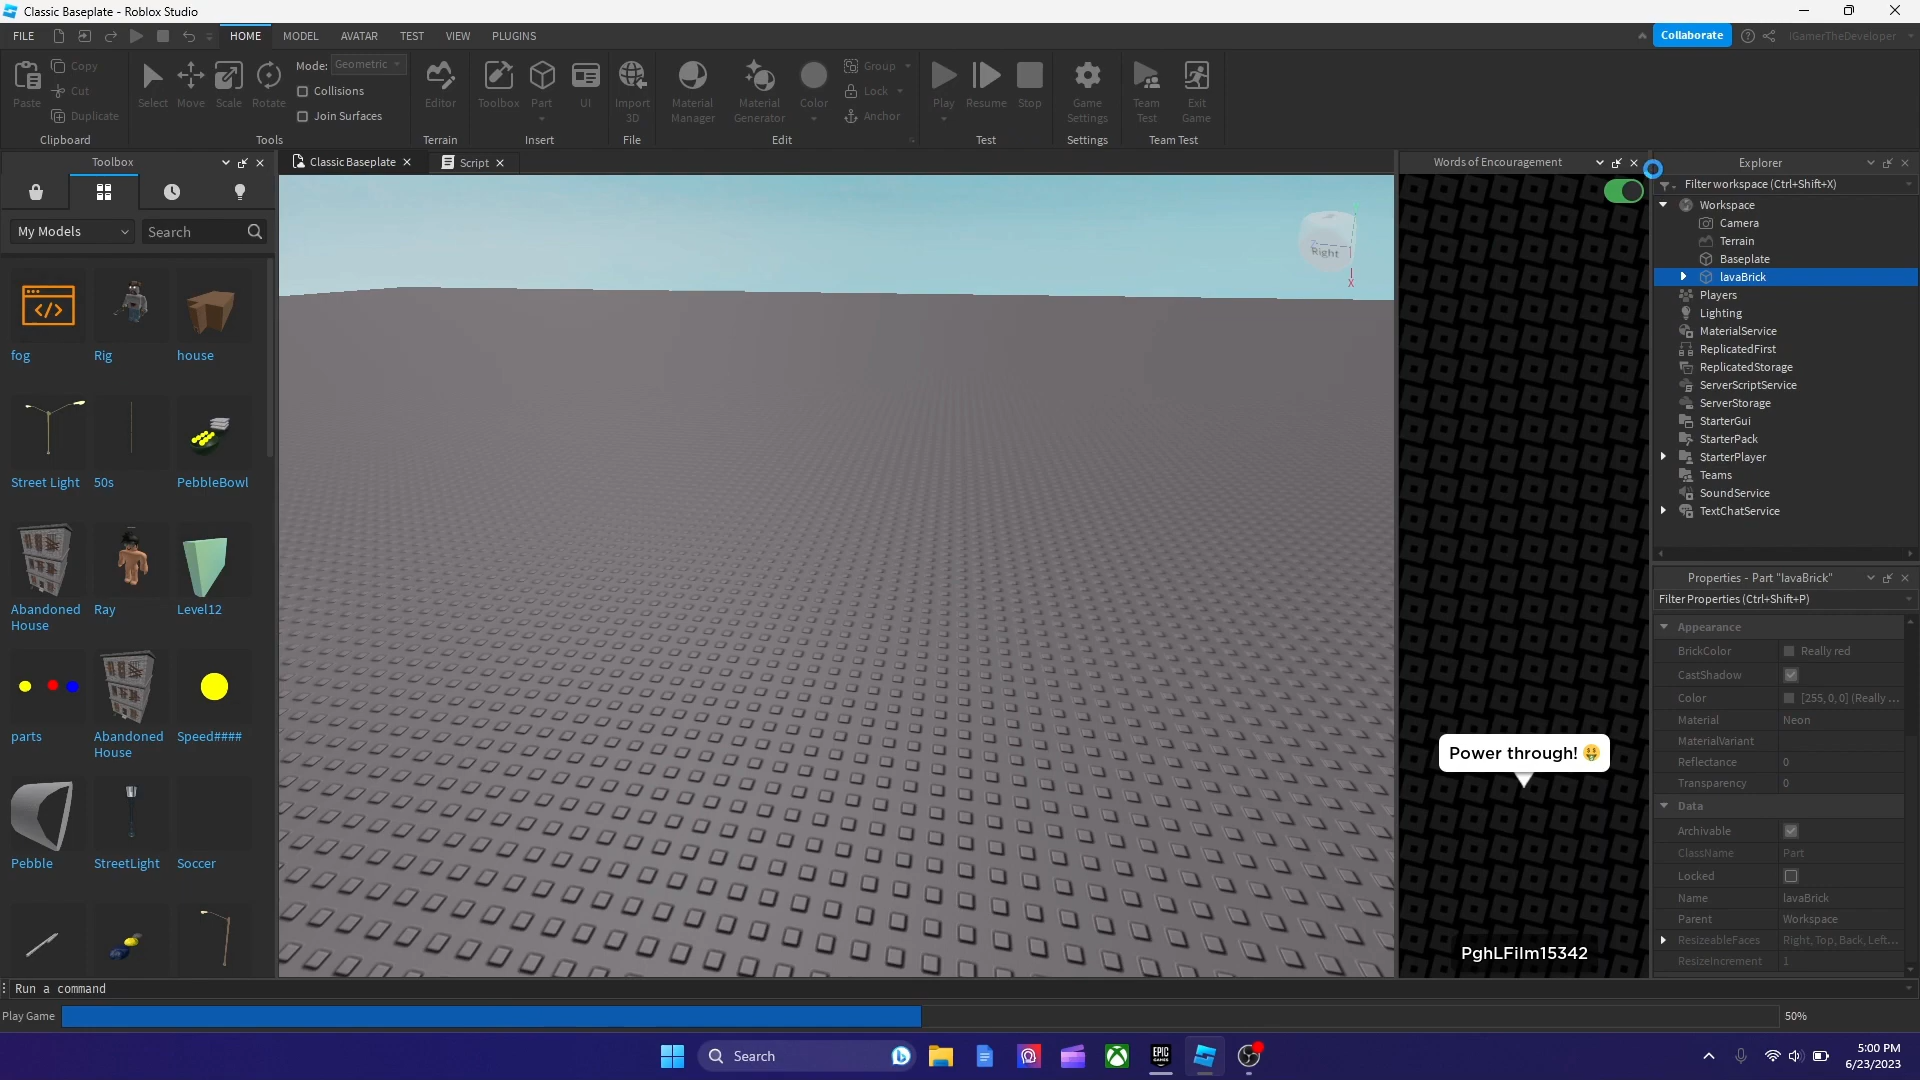 Classic Baseplate - Roblox Studio
FILE
HOME
MODEL
AVATAR
TEST
VIEW
PLUGINS
Collaborate
iGamerTheDeveloper
Paste
Copy
Cut
Duplicate
Clipboard
Select
Move
Scale
Rotate
Mode: Geometric
Collisions
Join Surfaces
Tools
Editor
Terrain
Toolbox
Part
UI
Insert
Import
3D
File
Material
Manager
Material
Generator
Color
Group
Lock
Anchor
Edit
Play
Resume
Stop
Test
Game
Settings
Settings
Team
Test
Exit
Game
Team Test
Toolbox
My Models
Search
fog
Rig
house
Street Light
50s
PebbleBowl
Abandoned
House
Ray
Level12
parts
Abandoned
House
Speed####
Pebble
StreetLight
Soccer
Classic Baseplate
Script
Right
X
Words of Encouragement
Power through! 🤑
PghLFilm15342
Explorer
Filter workspace (Ctrl+Shift+X)
Workspace
Camera
Terrain
Baseplate
lavaBrick
Players
Lighting
MaterialService
ReplicatedFirst
ReplicatedStorage
ServerScriptService
ServerStorage
StarterGui
StarterPack
StarterPlayer
Teams
SoundService
TextChatService
Properties - Part "lavaBrick"
Filter Properties (Ctrl+Shift+P)
Appearance
BrickColor
Really red
CastShadow
Color
[255, 0, 0] (Really ...
Material
Neon
MaterialVariant
Reflectance
0
Transparency
0
Data
Archivable
ClassName
Part
Locked
Name
lavaBrick
Parent
Workspace
ResizeableFaces
Right, Top, Back, Left...
ResizeIncrement
1
Run a command
Play Game
50%
Search
EPIC
GAMES
5:00 PM
6/23/2023